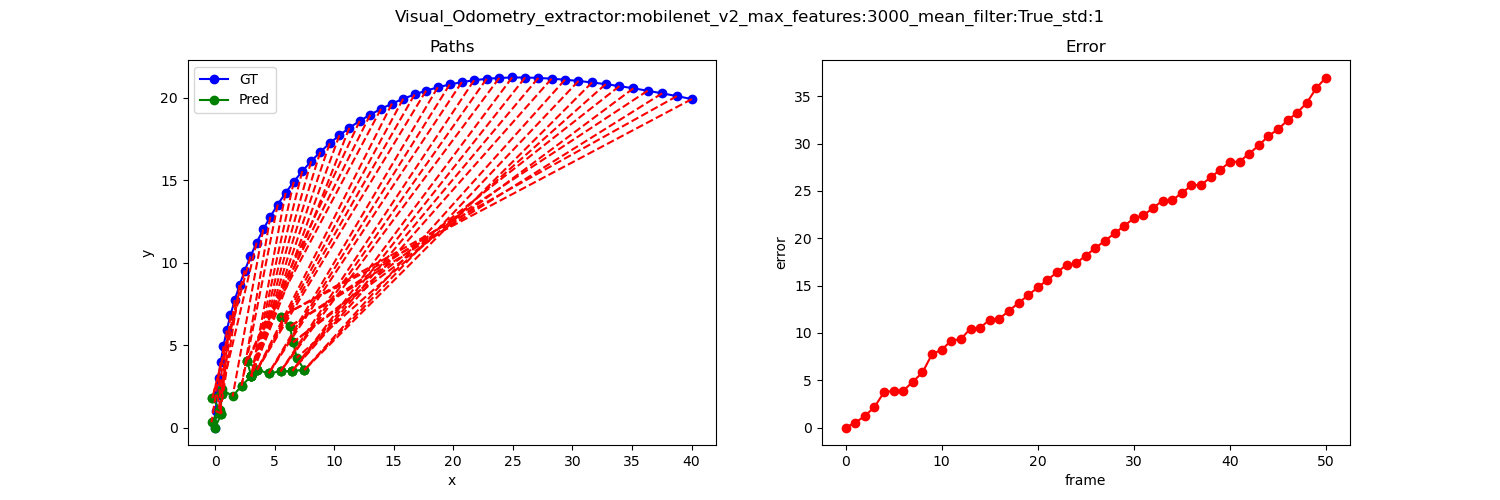 Visual_Odometry_extractor:mobilenet_v2_max_features:3000_mean_filter:True_std:1
Paths
GT
Pred
20
15
10
5
0
y
0 5 10 15 20 25 30 35 40
x
Error
35
30
25
20
15
10
5
0
error
0 10 20 30 40 50
frame